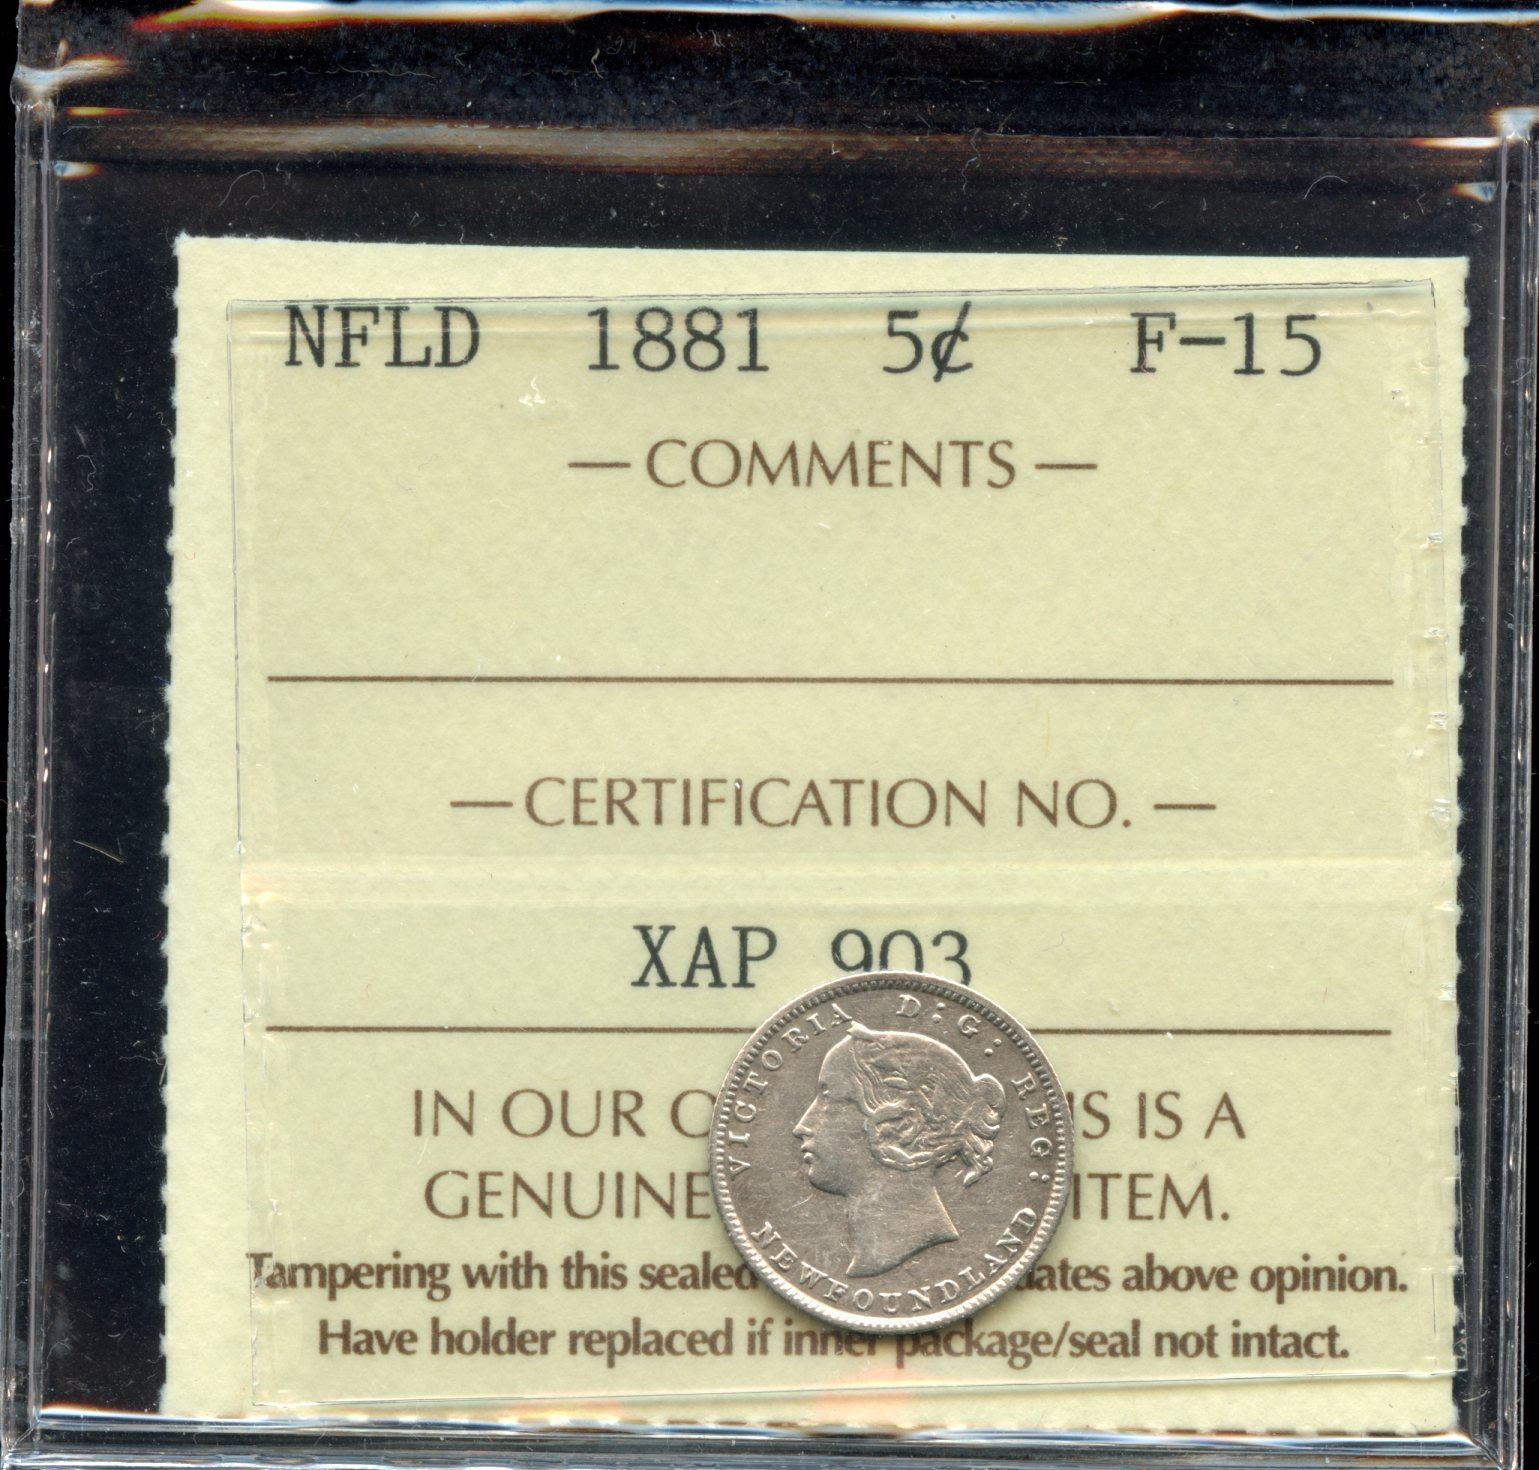 NFLD 1881 5¢ F-15
— COMMENTS —
— CERTIFICATION NO. —
XAP 903
IN OUR O IS IS A
GENUINE ITEM.
Tampering with this sealed dates above opinion.
Have holder replaced if inner package/seal not intact.
VICTORIA D: G: REG:
NEWFOUNDLAND